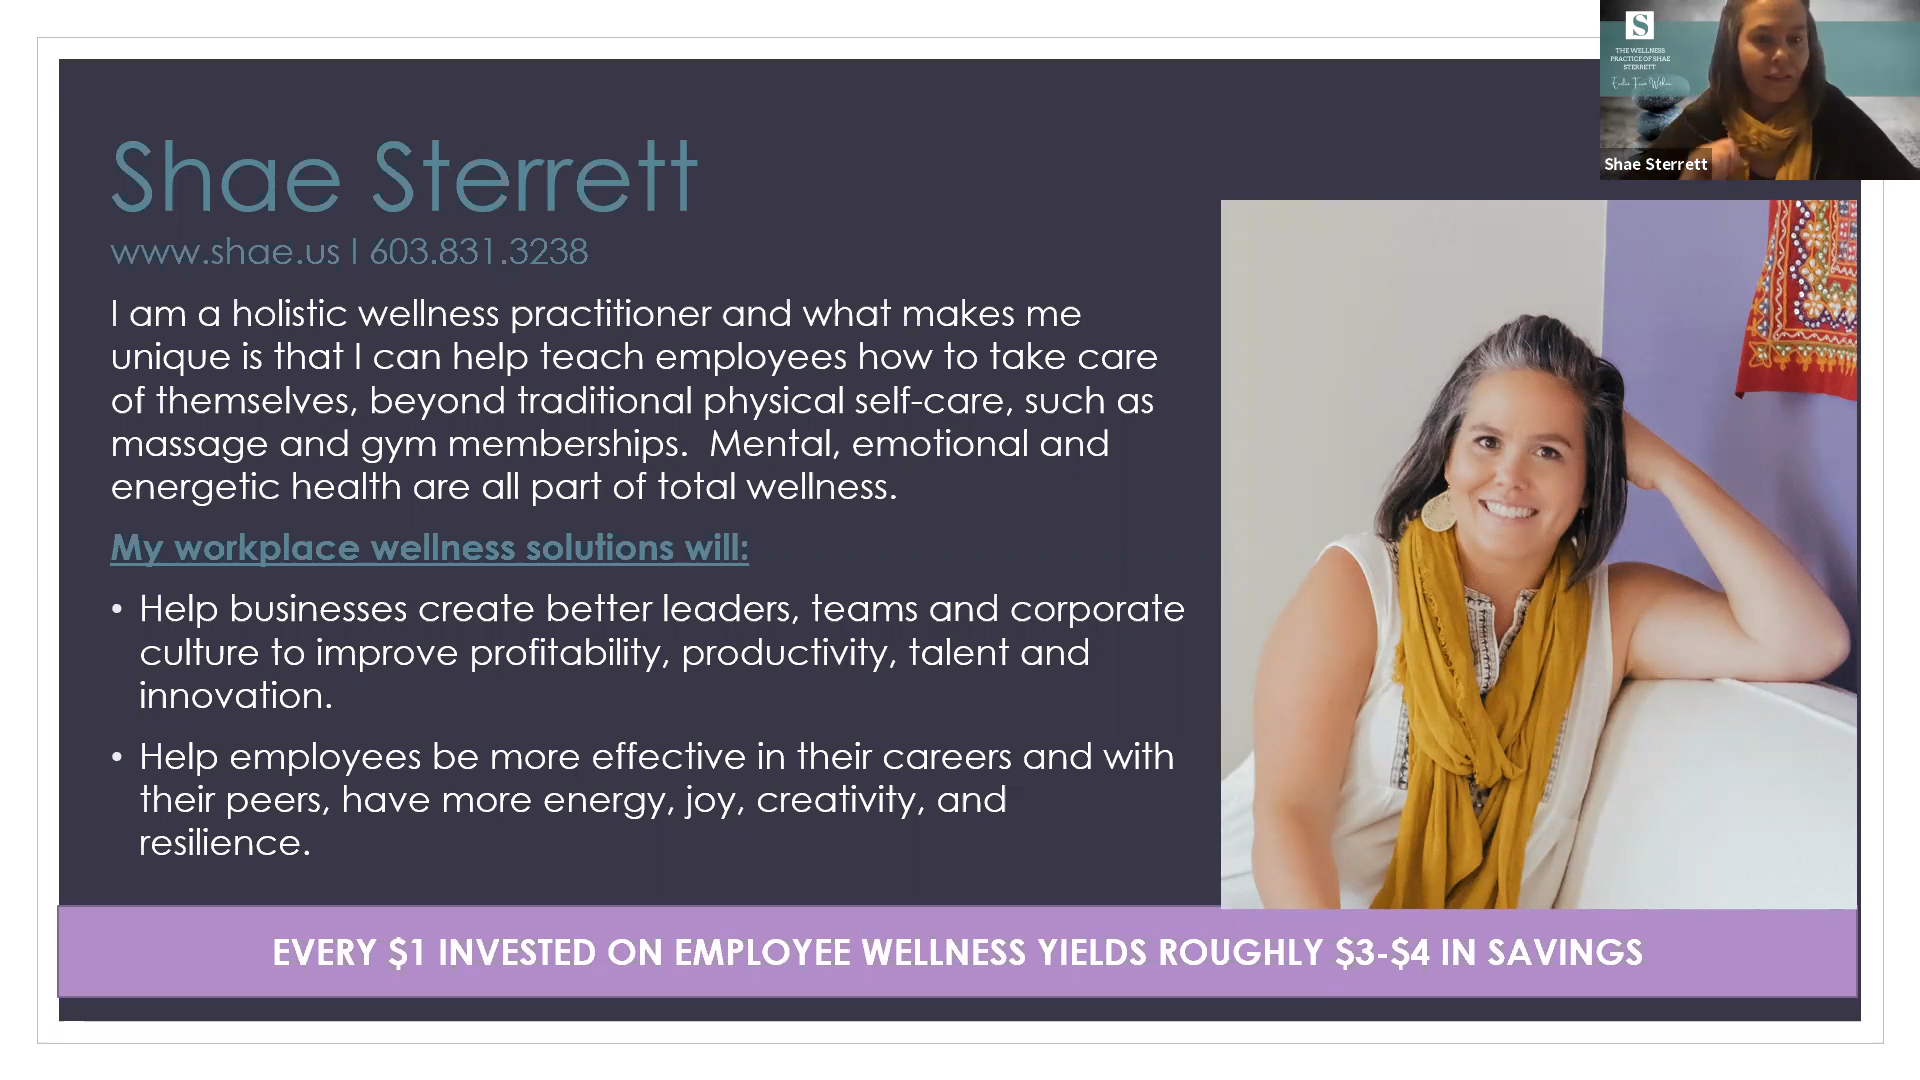 Shae Sterrett
www.shae.us | 603.831.3238
I am a holistic wellness practitioner and what makes me
unique is that I can help teach employees how to take care
of themselves, beyond traditional physical self-care, such as
massage and gym memberships.  Mental, emotional and
energetic health are all part of total wellness.
My workplace wellness solutions will:
• Help businesses create better leaders, teams and corporate
culture to improve profitability, productivity, talent and
innovation.
• Help employees be more effective in their careers and with
their peers, have more energy, joy, creativity, and
resilience.
EVERY $1 INVESTED ON EMPLOYEE WELLNESS YIELDS ROUGHLY $3-$4 IN SAVINGS
S
THE WELLNESS
PRACTICE OF SHAE
STERRETT
Evolve From Within
Shae Sterrett